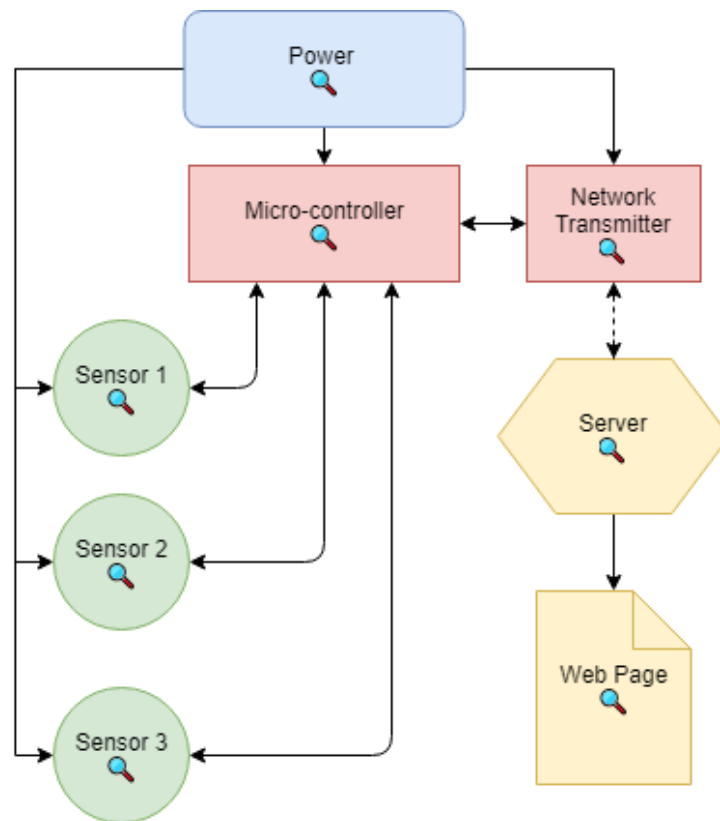 Power
Micro-controller
Network
Transmitter
Sensor 1
Server
Sensor 2
Web Page
Sensor 3